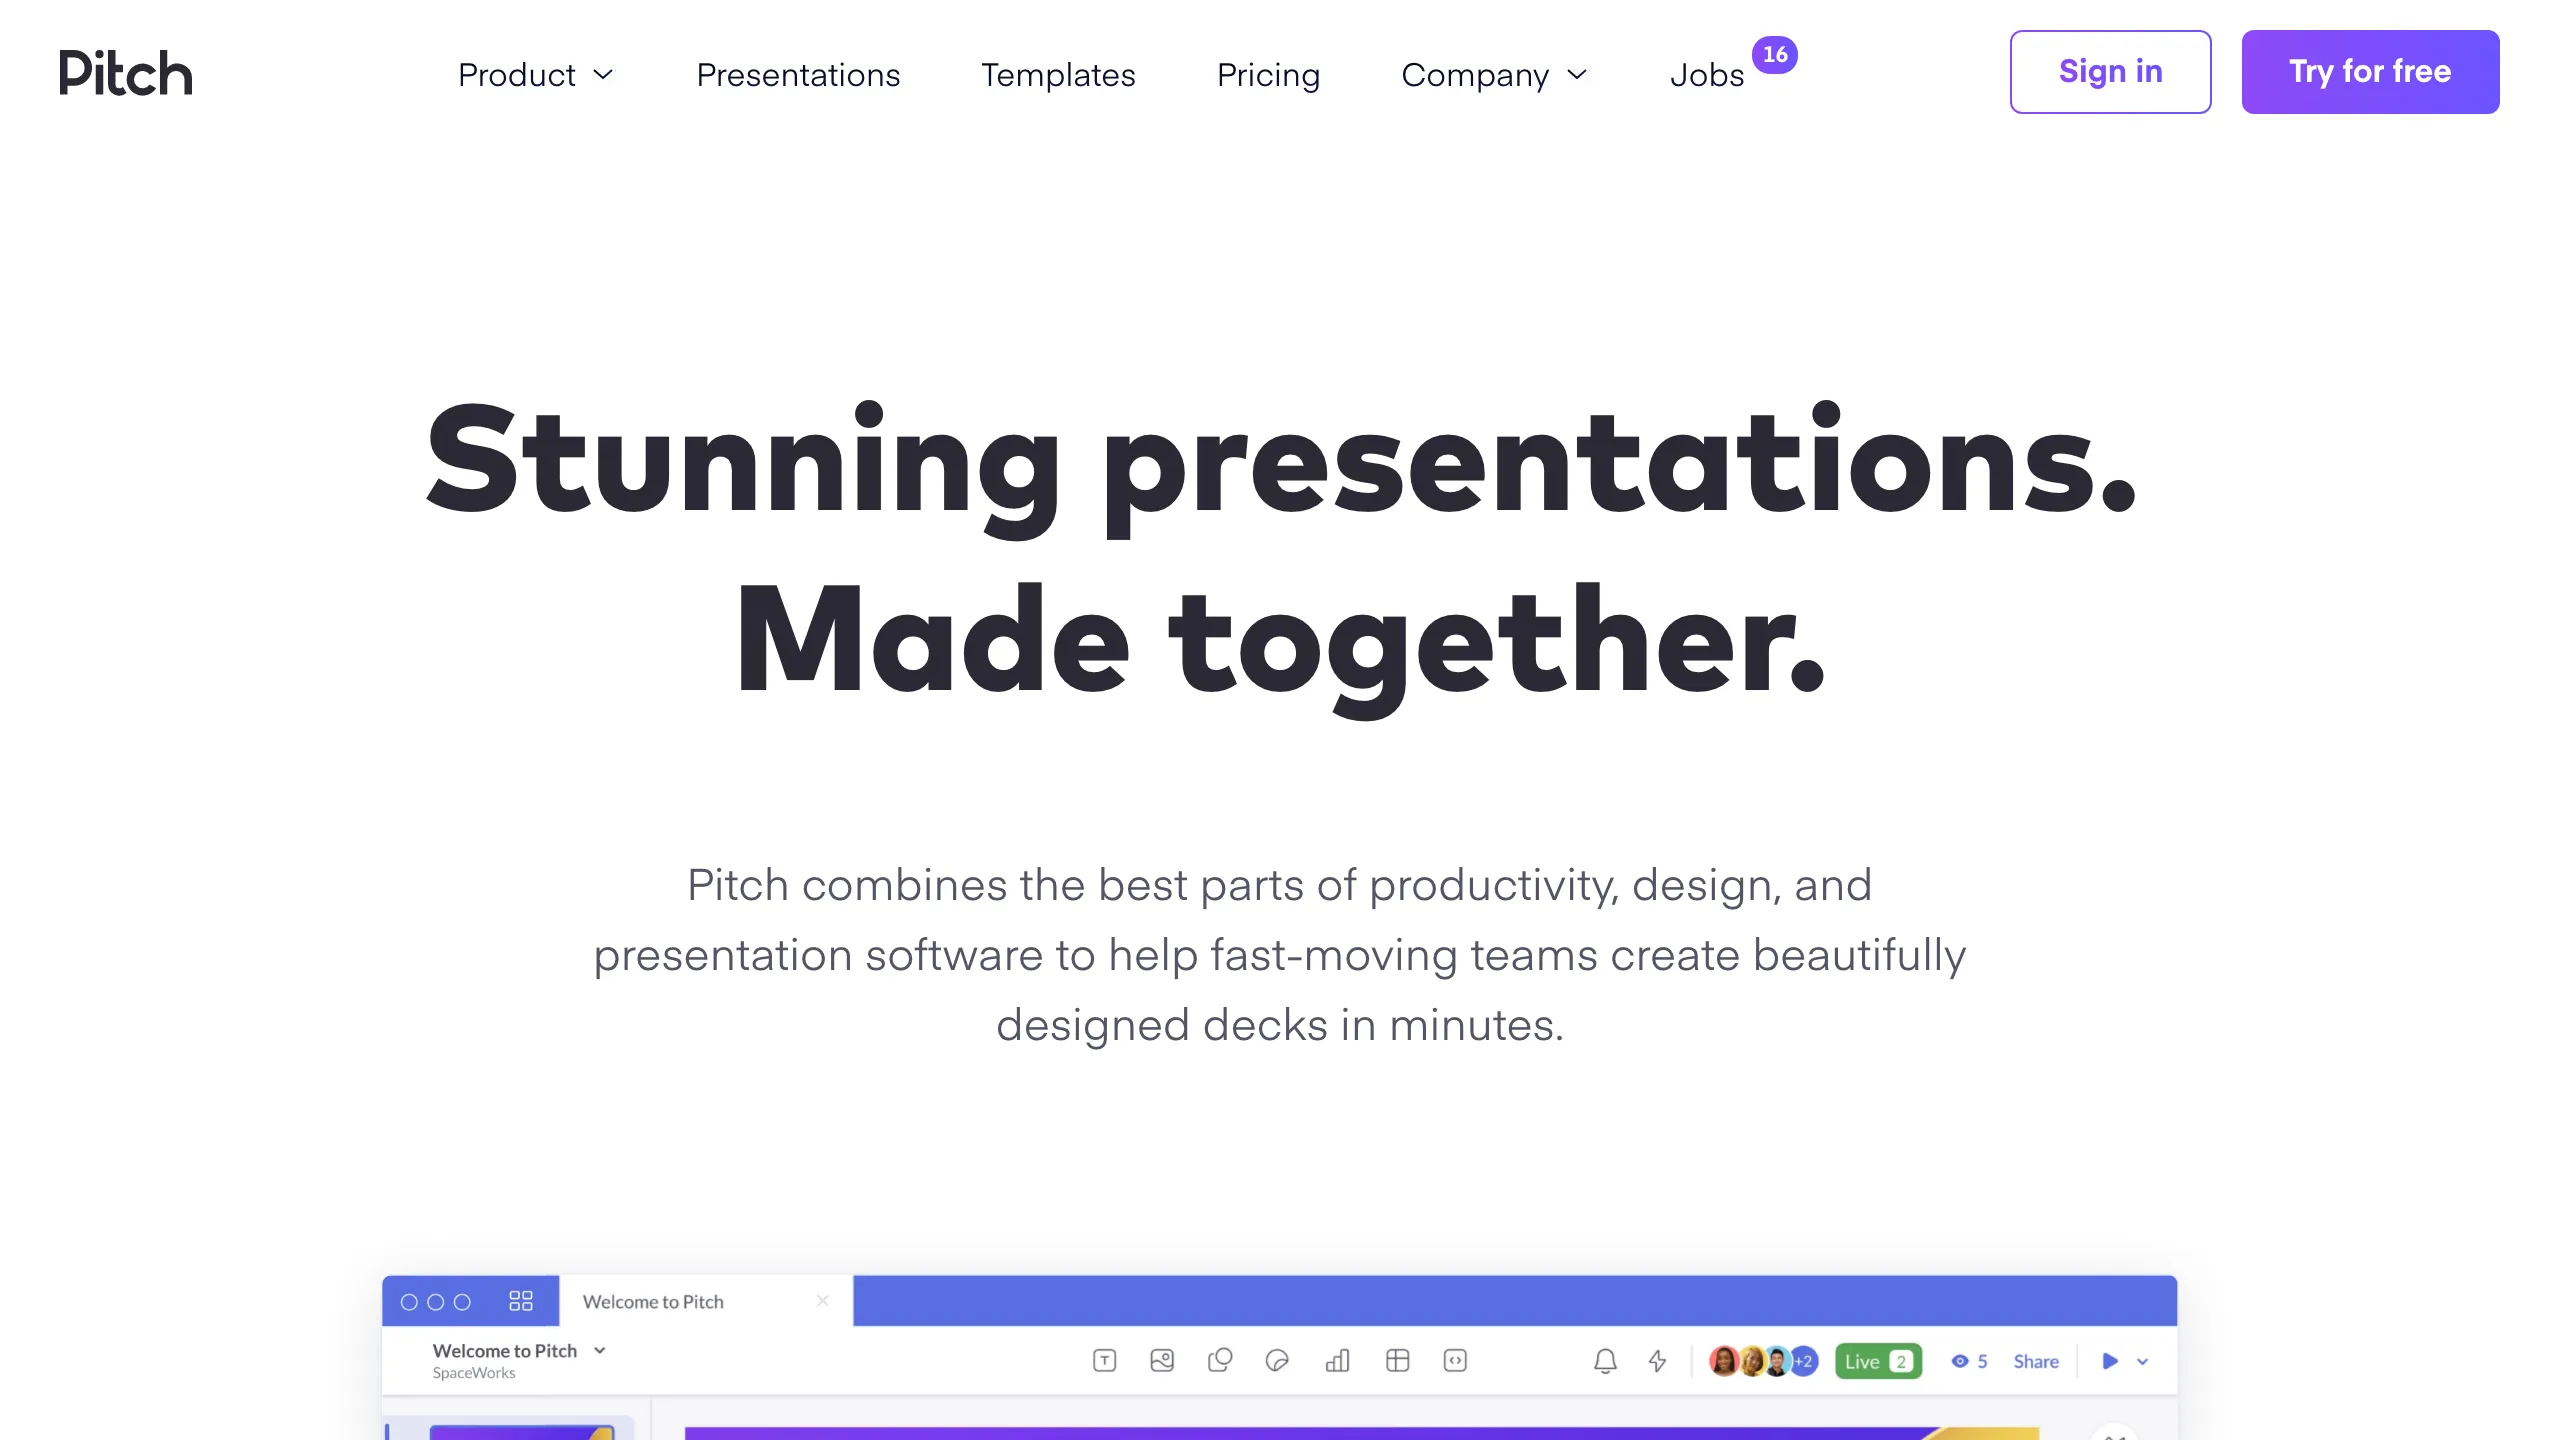 Pitch
Product
Presentations
Templates
Pricing
Company
Jobs
16
Sign in
Try for free
Stunning presentations.
Made together.
Pitch combines the best parts of productivity, design, and
presentation software to help fast-moving teams create beautifully
designed decks in minutes.
Welcome to Pitch
Welcome to Pitch
SpaceWorks
T
+2
Live 2
5
Share